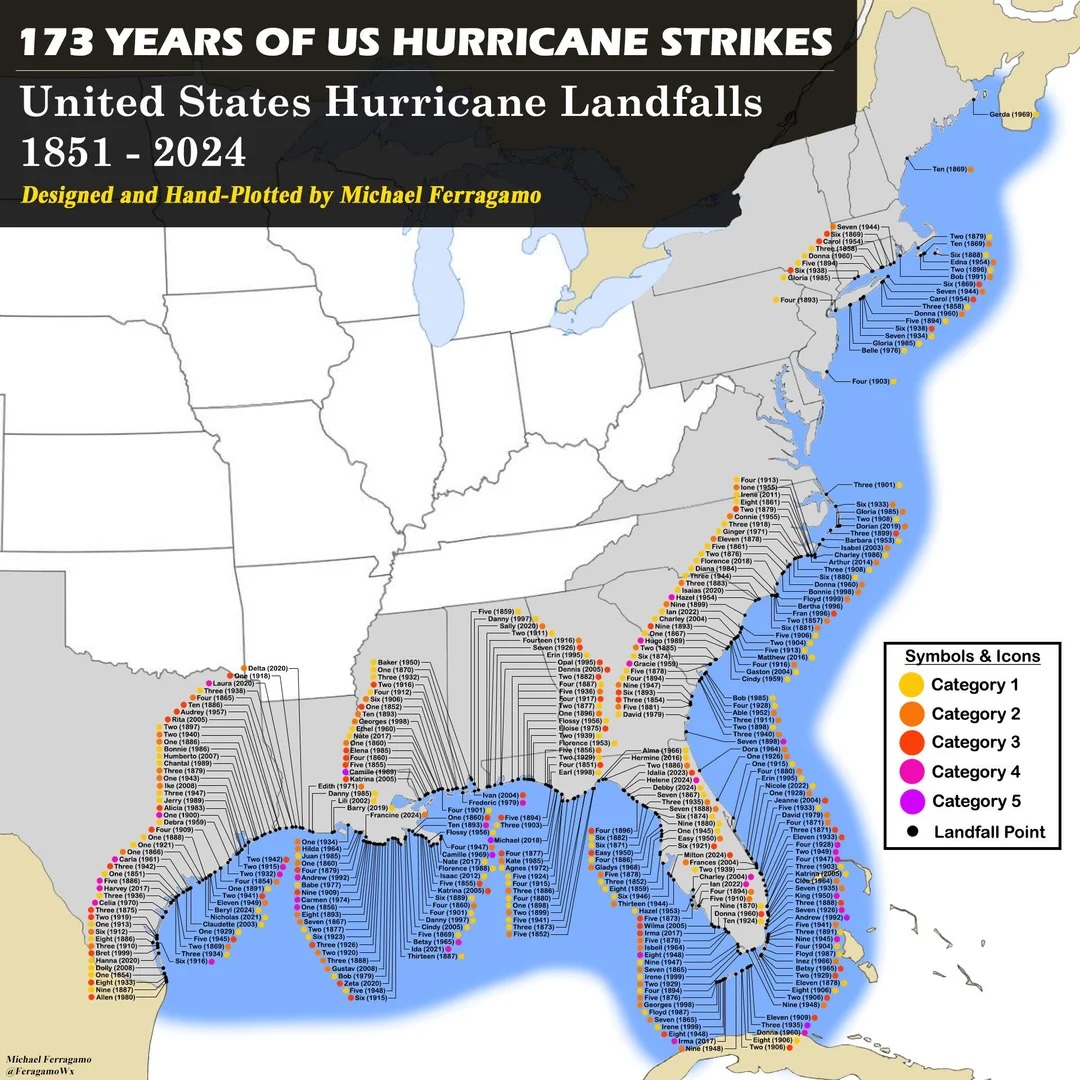 173 YEARS OF US HURRICANE STRIKES
United States Hurricane Landfalls
1851 - 2024
Designed and Hand-Plotted by Michael Ferragamo
Gerda (1969)
Ten (1869)
Seven (1944)
Six (1869)
Carol (1954)
Three (1858)
Donna (1960)
Five (1894)
Six (1938)
Gloria (1985)
Four (1893)
Two (1879)
Ten (1869)
Six (1888)
Edna (1954)
Two (1896)
Bob (1991)
Six (1869)
Seven (1944)
Carol (1954)
Three (1858)
Donna (1960)
Five (1894)
Six (1938)
Seven (1934)
Gloria (1985)
Belle (1976)
Four (1903)
Four (1913)
Ione (1955)
Irene (2011)
Eight (1861)
Two (1879)
Connie (1955)
Three (1918)
Ginger (1971)
Eleven (1878)
Five (1861)
Two (1876)
Florence (2018)
Diana (1984)
Three (1944)
Three (1883)
Isaias (2020)
Hazel (1954)
Nine (1899)
Ian (2022)
Charley (2004)
Nine (1893)
One (1867)
Hugo (1989)
Two (1885)
Six (1874)
Gracie (1959)
Five (1878)
Four (1894)
Nine (1947)
Six (1893)
Three (1854)
Five (1881)
David (1979)
Three (1901)
Six (1933)
Gloria (1985)
Two (1908)
Dorian (2019)
Three (1899)
Barbara (1953)
Isabel (2003)
Charley (1986)
Arthur (2014)
Three (1908)
Six (1880)
Donna (1960)
Bonnie (1998)
Floyd (1999)
Bertha (1996)
Fran (1996)
Two (1857)
Six (1881)
Five (1906)
Two (1904)
Five (1913)
Matthew (2016)
Four (1916)
Gaston (2004)
Cindy (1959)
Symbols & Icons
Category 1
Category 2
Category 3
Category 4
Category 5
Landfall Point
Five (1859)
Danny (1997)
Sally (2020)
Two (1911)
Fourteen (1916)
Seven (1926)
Erin (1995)
Opal (1995)
Dennis (2005)
Two (1882)
Four (1887)
Five (1936)
Four (1917)
Two (1877)
One (1896)
Flossy (1956)
Eloise (1975)
Two (1939)
Florence (1953)
Five (1856)
Two (1929)
Four (1851)
Earl (1998)
Baker (1950)
One (1870)
Three (1932)
Two (1916)
Four (1912)
Six (1906)
One (1852)
Ten (1893)
Georges (1998)
Ethel (1960)
Nate (2017)
One (1860)
Elena (1985)
Four (1860)
Five (1855)
Camille (1969)
Katrina (2005)
Edith (1971)
Danny (1985)
Lili (2002)
Barry (2019)
Francine (2024)
Delta (2020)
One (1918)
Laura (2020)
Three (1938)
Four (1865)
Ten (1886)
Audrey (1957)
Rita (2005)
Two (1897)
Two (1940)
One (1886)
Bonnie (1986)
Humberto (2007)
Chantal (1989)
Three (1879)
One (1943)
Ike (2008)
Three (1947)
Jerry (1989)
Alicia (1983)
One (1900)
Debra (1959)
Four (1909)
One (1888)
One (1921)
Carla (1961)
Three (1942)
One (1851)
Five (1886)
Harvey (2017)
Three (1936)
Celia (1970)
Three (1875)
Two (1919)
One (1913)
Six (1912)
Eight (1886)
Three (1910)
Bret (1999)
Hanna (2020)
Dolly (2008)
One (1854)
Eight (1933)
Nine (1887)
Allen (1980)
Two (1942)
Two (1915)
Two (1932)
Four (1854)
One (1891)
Two (1941)
Eleven (1949)
Beryl (2024)
Nicholas (2021)
Claudette (2003)
One (1929)
Five (1945)
Two (1869)
Three (1934)
Six (1916)
One (1934)
Hilda (1964)
Juan (1985)
One (1860)
Four (1879)
Andrew (1992)
Babe (1977)
Nine (1909)
Carmen (1974)
One (1856)
Eight (1893)
Seven (1867)
Two (1877)
One (1923)
Three (1926)
Two (1920)
Three (1888)
Gustav (2008)
Bob (1979)
Zeta (2020)
Five (1948)
Six (1915)
Ivan (2004)
Frederic (1979)
Four (1901)
One (1860)
Ten (1893)
Flossy (1956)
Four (1947)
Camille (1969)
Nate (2017)
Florence (1988)
Isaac (2012)
Five (1855)
Katrina (2005)
Six (1889)
Four (1860)
Four (1901)
Danny (1997)
Cindy (2005)
Five (1869)
Betsy (1965)
Ida (2021)
Thirteen (1887)
Five (1894)
Three (1903)
Michael (2018)
Four (1877)
Kate (1985)
Agnes (1972)
Five (1924)
Four (1915)
Three (1886)
Four (1880)
One (1898)
Two (1899)
Five (1941)
Three (1873)
Five (1852)
Alma (1966)
Hermine (2016)
Two (1886)
Idalia (2023)
Helene (2024)
Debby (2024)
Seven (1867)
Three (1935)
Seven (1888)
Six (1874)
Nine (1880)
One (1945)
Easy (1950)
Six (1921)
Milton (2024)
Frances (2004)
Two (1939)
Charley (2004)
Ian (2022)
Four (1894)
Five (1910)
Nine (1870)
Donna (1960)
Ten (1924)
Four (1896)
Six (1882)
Six (1871)
Easy (1950)
Four (1886)
Gladys (1968)
Five (1878)
Three (1852)
Eight (1859)
Six (1946)
Thirteen (1944)
Hazel (1953)
Five (1873)
Wilma (2005)
Irma (2017)
Five (1876)
Isbell (1964)
Eight (1948)
Nine (1947)
Seven (1865)
Irene (1999)
Two (1929)
Four (1894)
Five (1876)
Georges (1998)
Floyd (1987)
Seven (1865)
Irene (1999)
Eight (1948)
Irma (2017)
Nine (1948)
Bob (1985)
Four (1928)
Able (1952)
Three (1911)
Two (1898)
Three (1940)
Seven (1898)
Dora (1964)
One (1926)
One (1915)
Four (1880)
Erin (1995)
Nicole (2022)
One (1928)
Jeanne (2004)
Five (1933)
David (1979)
Four (1871)
Three (1871)
Eleven (1933)
Four (1928)
Two (1949)
Four (1947)
Three (1903)
Katrina (2005)
Cleo (1964)
Seven (1935)
King (1950)
Three (1888)
Seven (1926)
Andrew (1992)
Five (1941)
Three (1891)
Nine (1945)
Four (1904)
Floyd (1987)
Inez (1966)
Betsy (1965)
Two (1929)
Eleven (1878)
Eight (1906)
Two (1906)
Nine (1948)
Eleven (1909)
Three (1935)
Donna (1960)
Eight (1906)
Two (1906)
Michael Ferragamo
@FeragamoWx